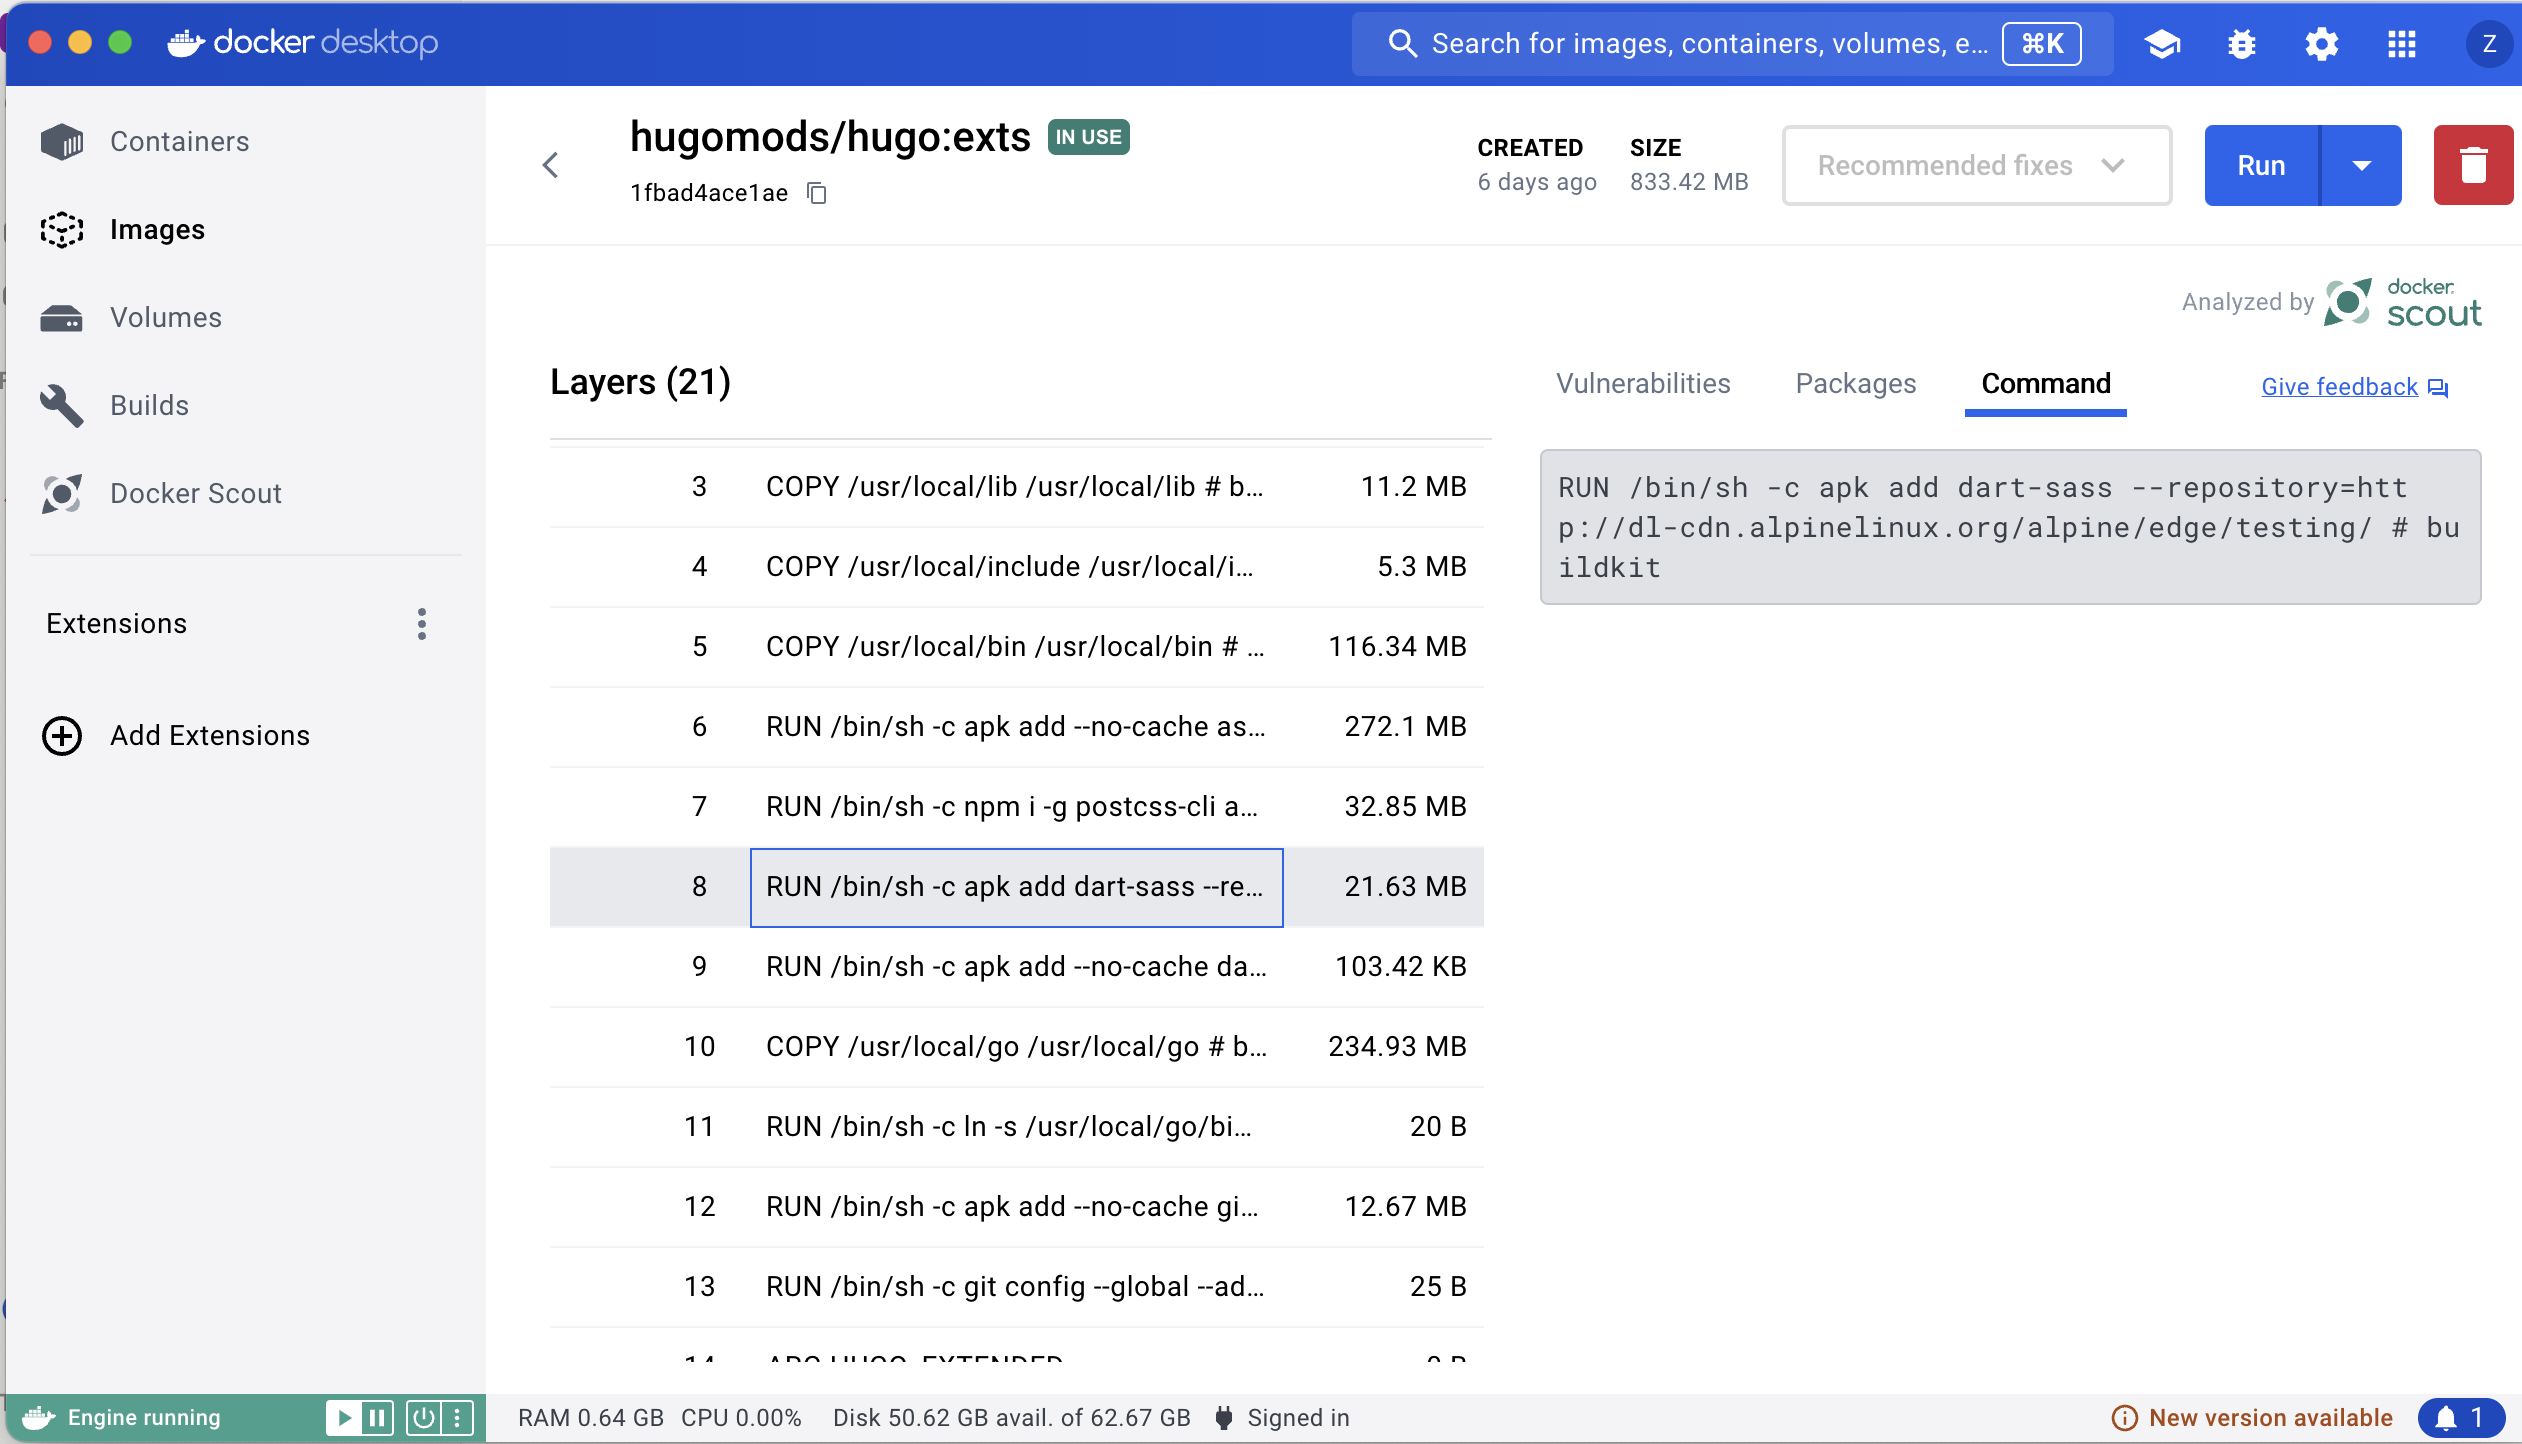 docker desktop
Search for images, containers, volumes, e...
⌘K
Z
Containers
Images
Volumes
Builds
Docker Scout
Extensions
Add Extensions
hugomods/hugo:exts
IN USE
1fbad4ace1ae
CREATED
6 days ago
SIZE
833.42 MB
Recommended fixes
Run
Analyzed by
docker
scout
Layers (21)
Vulnerabilities
Packages
Command
Give feedback
3 COPY /usr/local/lib /usr/local/lib # b... 11.2 MB
4 COPY /usr/local/include /usr/local/i... 5.3 MB
5 COPY /usr/local/bin /usr/local/bin # ... 116.34 MB
6 RUN /bin/sh -c apk add --no-cache as... 272.1 MB
7 RUN /bin/sh -c npm i -g postcss-cli a... 32.85 MB
8 RUN /bin/sh -c apk add dart-sass --re... 21.63 MB
9 RUN /bin/sh -c apk add --no-cache da... 103.42 KB
10 COPY /usr/local/go /usr/local/go # b... 234.93 MB
11 RUN /bin/sh -c ln -s /usr/local/go/bi... 20 B
12 RUN /bin/sh -c apk add --no-cache gi... 12.67 MB
13 RUN /bin/sh -c git config --global --ad... 25 B
14 ARG HUGO_EXTENDED 0 B
RUN /bin/sh -c apk add dart-sass --repository=htt
p://dl-cdn.alpinelinux.org/alpine/edge/testing/ # bu
ildkit
Engine running
RAM 0.64 GB CPU 0.00% Disk 50.62 GB avail. of 62.67 GB
Signed in
New version available
1